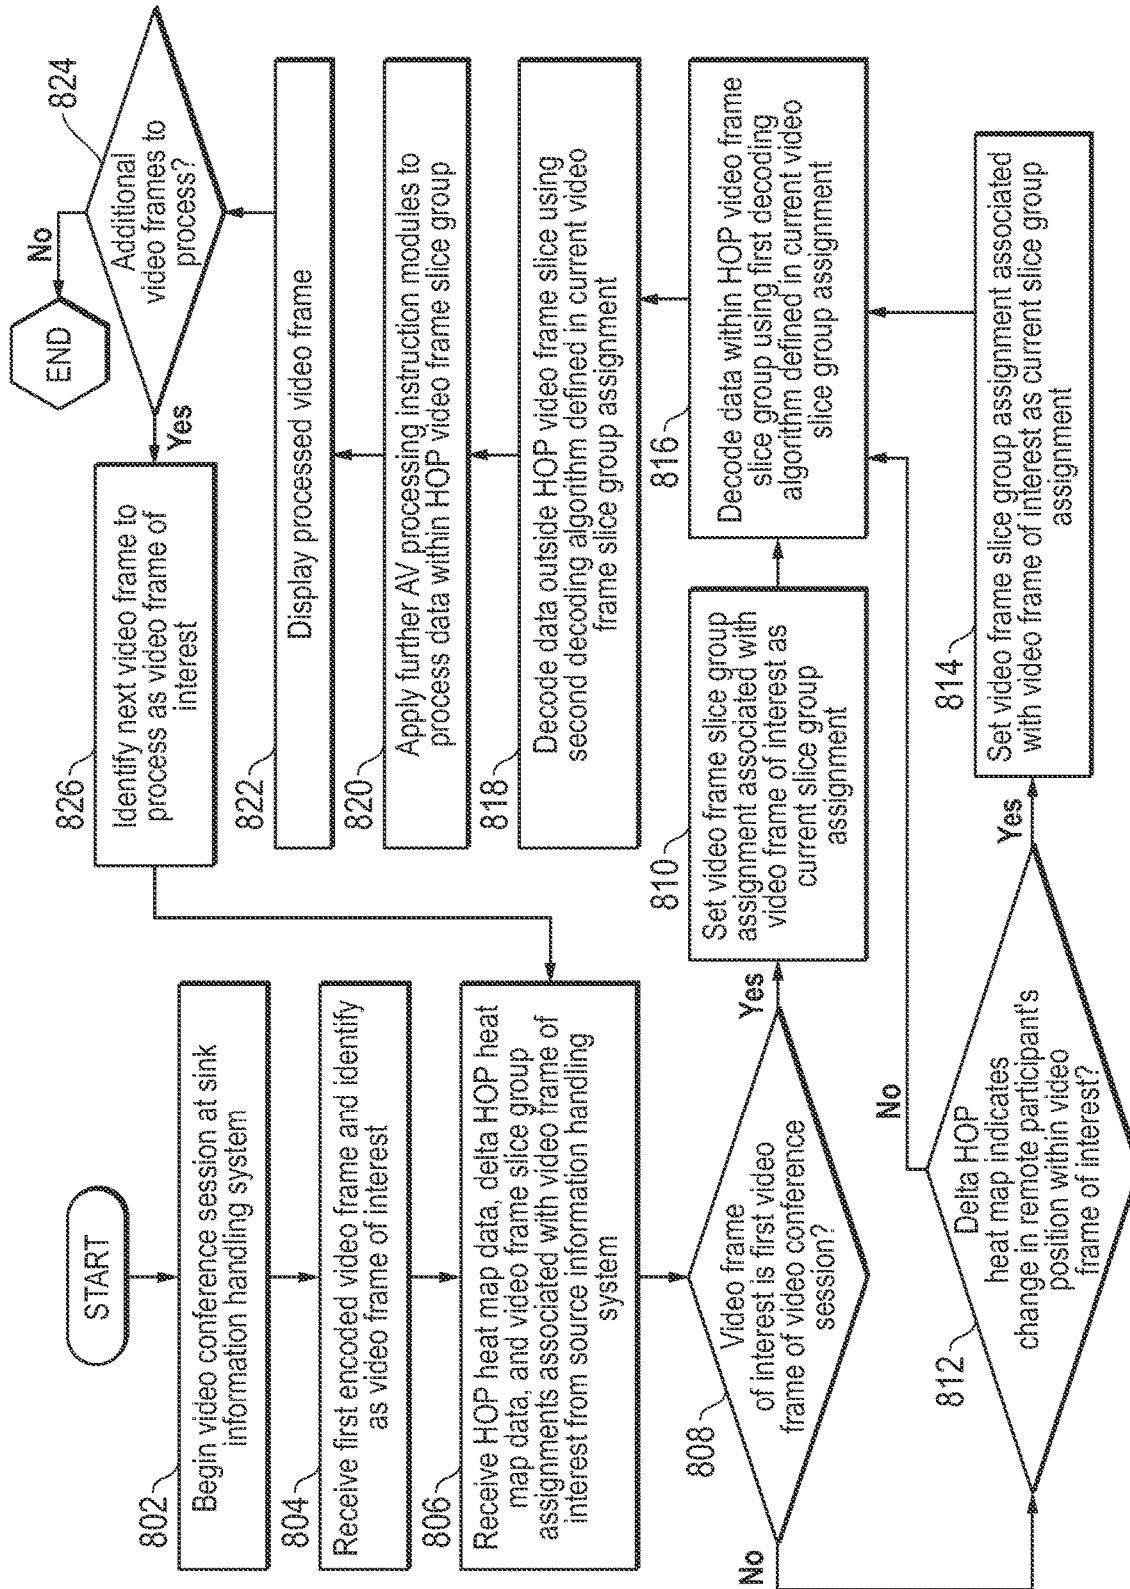 START
802
Begin video conference session at sink
information handling system
804
Receive first encoded video frame and identify
as video frame of interest
806
Receive HOP heat map data, delta HOP heat
map data, and video frame slice group
assignments associated with video frame of
interest from source information handling
system
808
Video frame
of interest is first video
frame of video conference
session?
Yes
No
810
Set video frame slice group
assignment associated with
video frame of interest as
current slice group
assignment
812
Delta HOP
heat map indicates
change in remote participant's
position within video
frame of interest?
No
Yes
814
Set video frame slice group assignment associated
with video frame of interest as current slice group
assignment
816
Decode data within HOP video frame
slice group using first decoding
algorithm defined in current video
slice group assignment
818
Decode data outside HOP video frame slice using
second decoding algorithm defined in current video
frame slice group assignment
820
Apply further AV processing instruction modules to
process data within HOP video frame slice group
822
Display processed video frame
824
Additional
video frames to
process?
No
END
Yes
826
Identify next video frame to
process as video frame of
interest